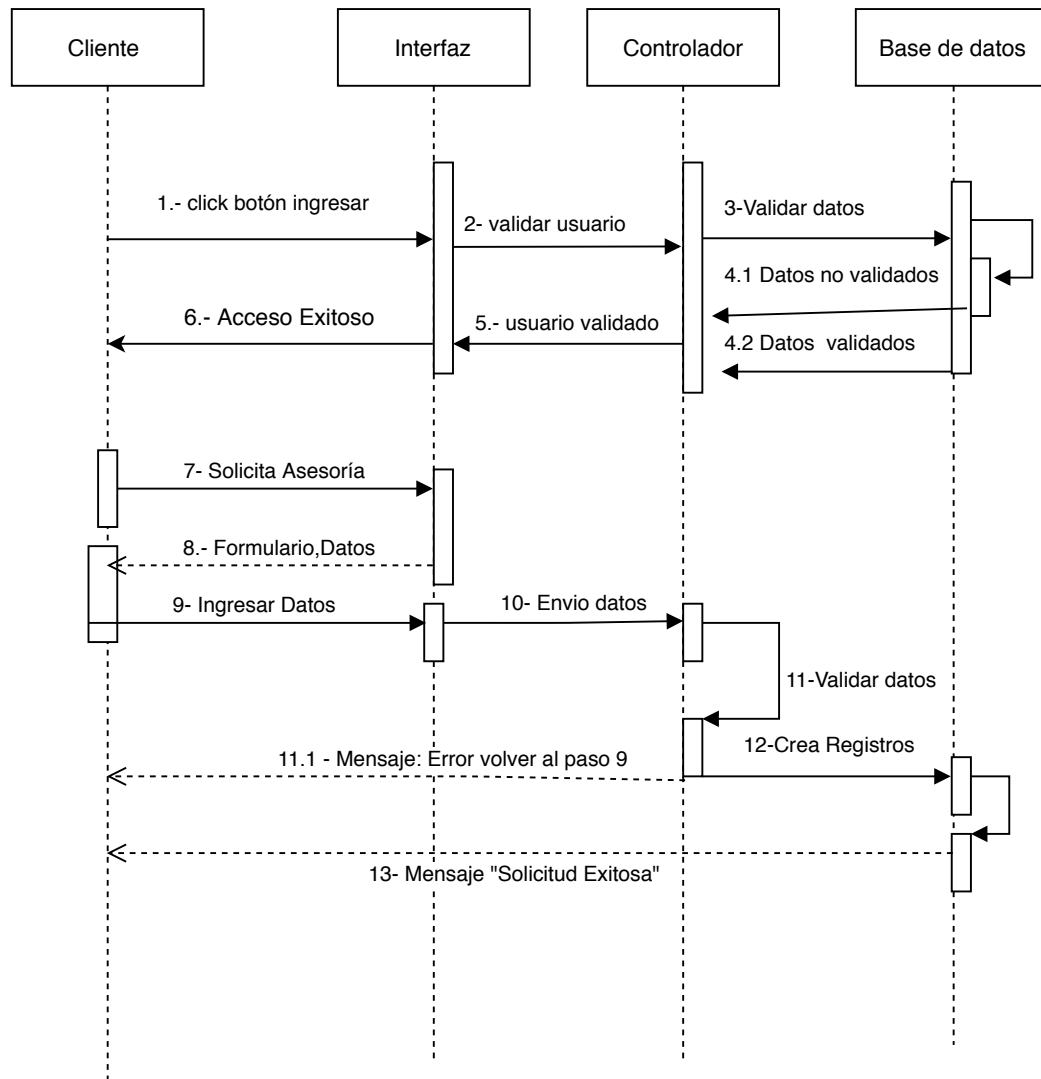 Cliente
Interfaz
Controlador
Base de datos
1.- click botón ingresar
2- validar usuario
3-Validar datos
4.1 Datos no validados
6.- Acceso Exitoso
5.- usuario validado
4.2 Datos  validados
7- Solicita Asesoría
8.- Formulario,Datos
9- Ingresar Datos
10- Envio datos
11-Validar datos
11.1 - Mensaje: Error volver al paso 9
12-Crea Registros
13- Mensaje "Solicitud Exitosa"